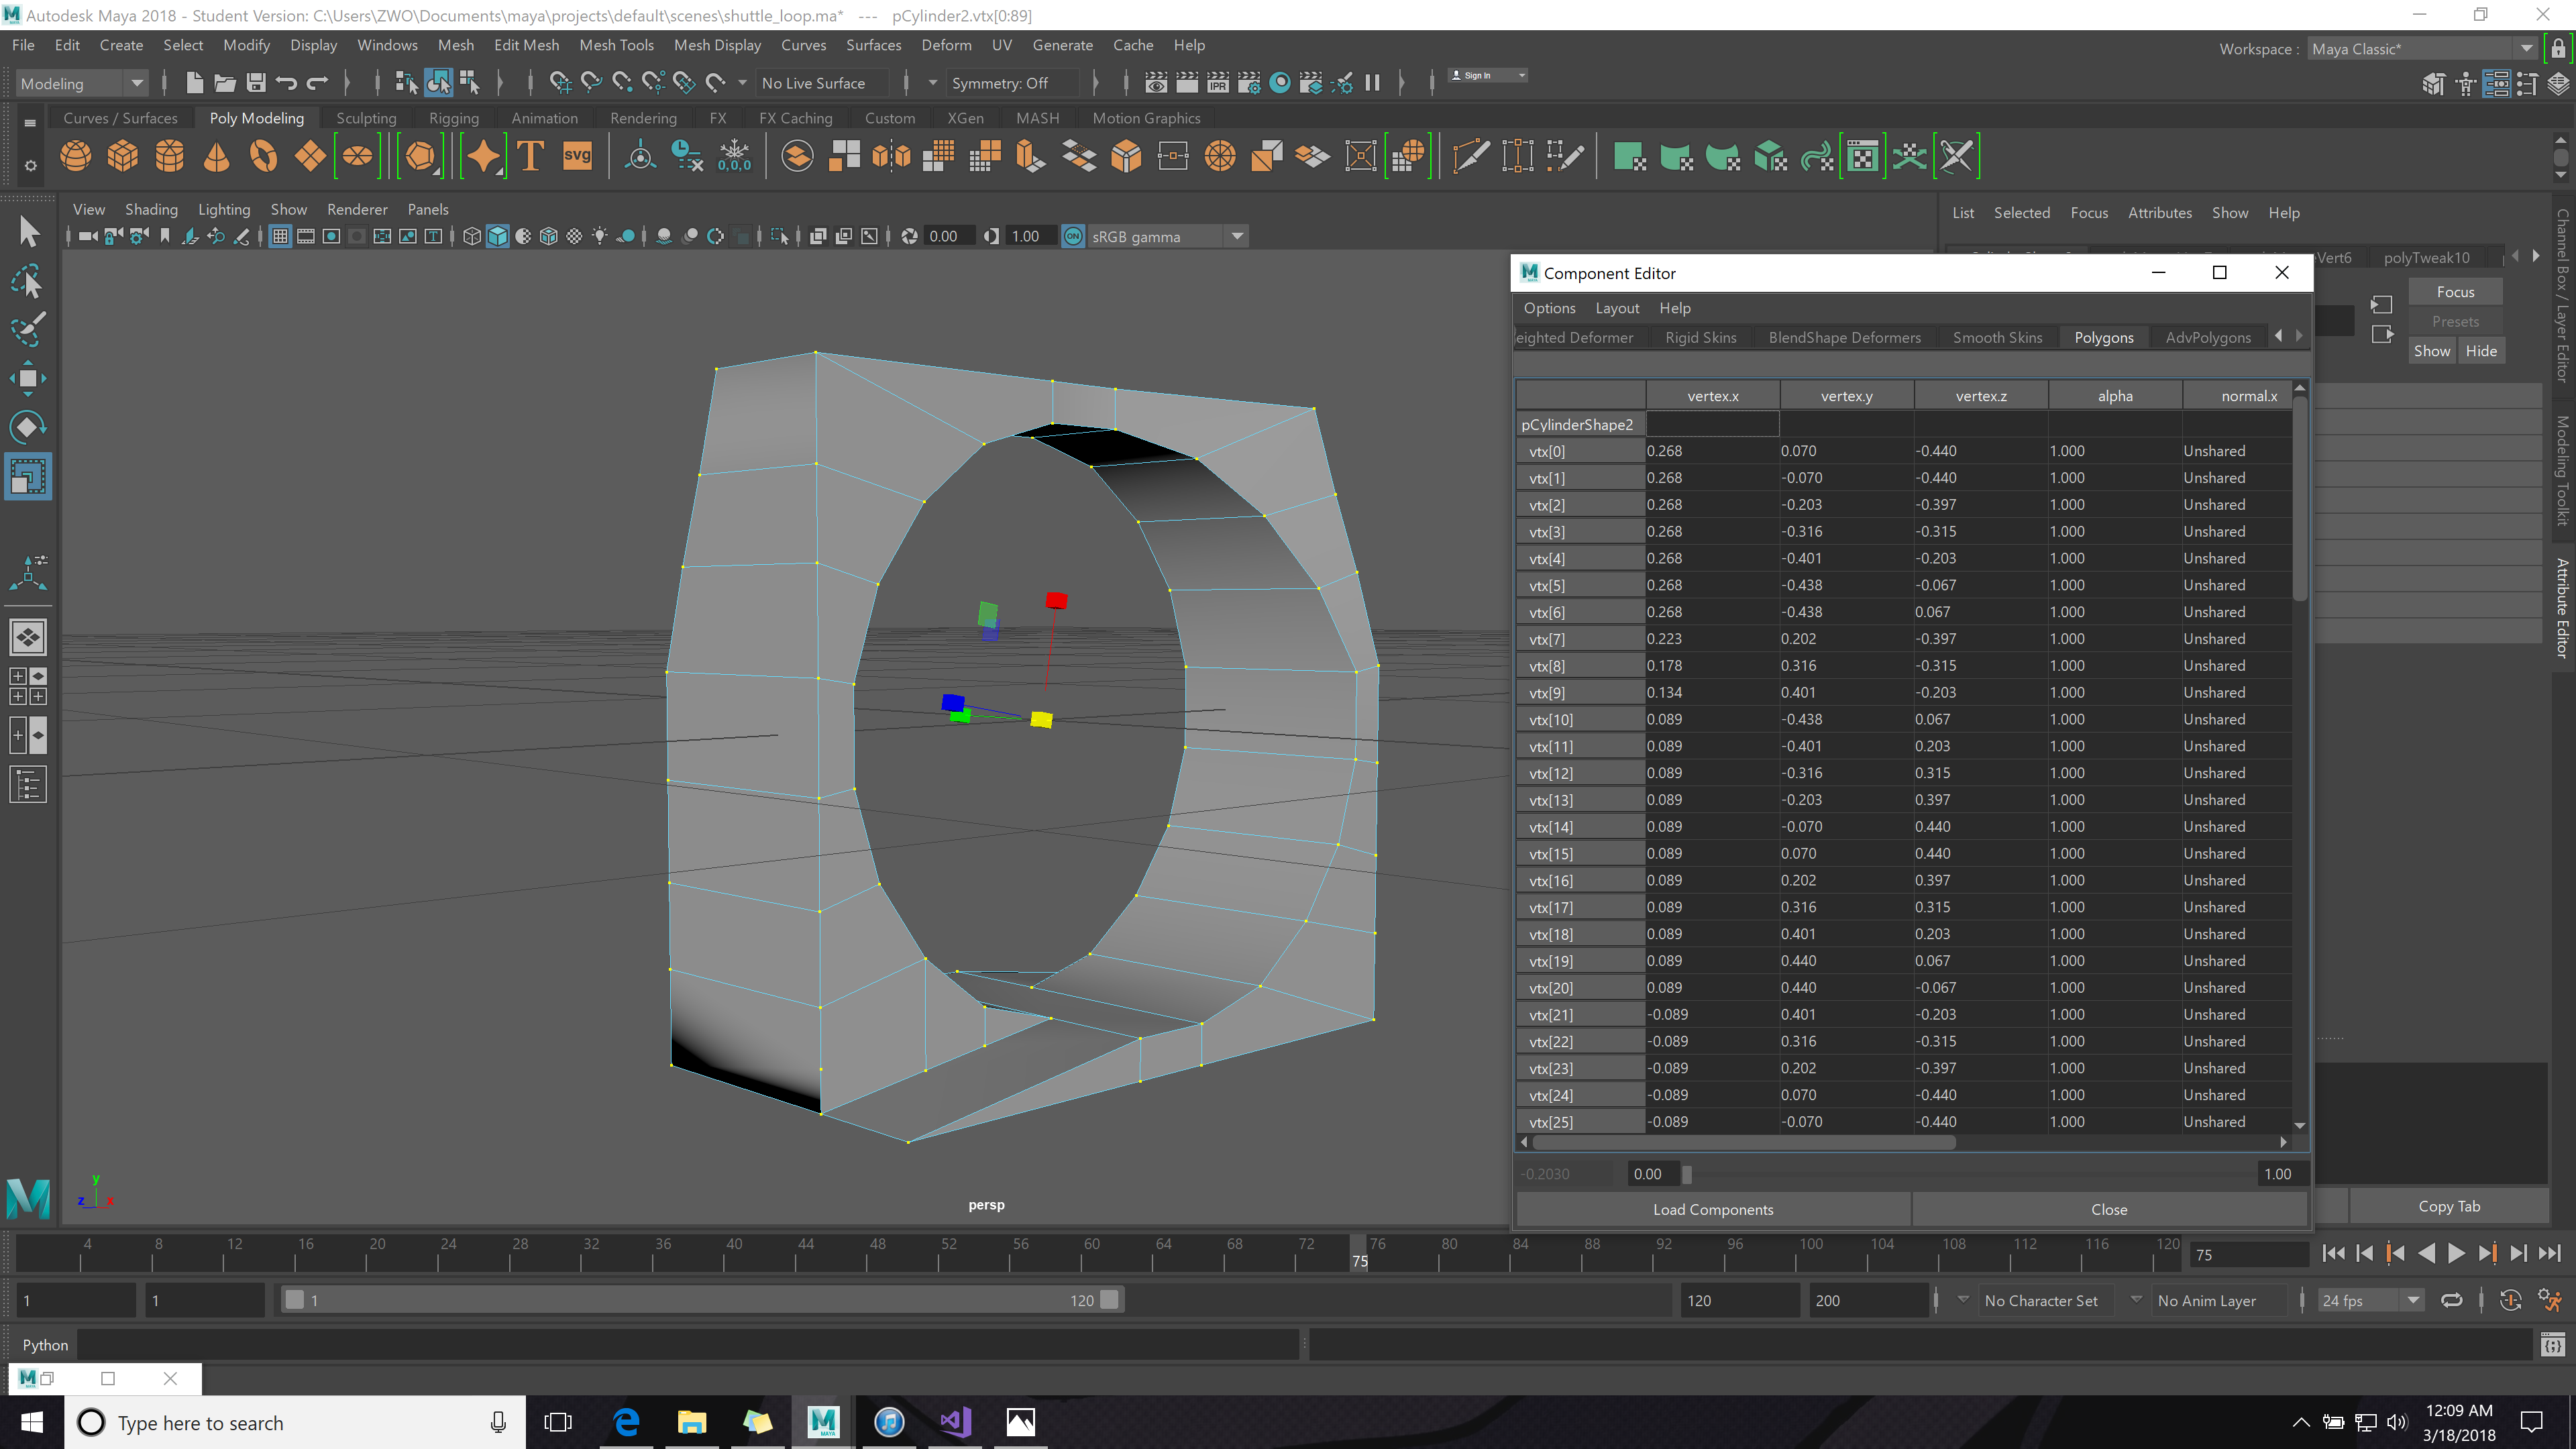 Autodesk Maya 2018 - Student Version: C:\Users\ZWO\Documents\maya\projects\default\scenes\shuttle_loop.ma*   ---   pCylinder2.vtx[0:89]
File Edit Create Select Modify Display Windows Mesh Edit Mesh Mesh Tools Mesh Display Curves Surfaces Deform UV Generate Cache Help
Workspace : Maya Classic*
Modeling No Live Surface Symmetry: Off IPR Sign In
Curves / Surfaces Poly Modeling Sculpting Rigging Animation Rendering FX FX Caching Custom XGen MASH Motion Graphics
T svg 0,0,0
View Shading Lighting Show Renderer Panels
0.00 1.00 ON sRGB gamma
List Selected Focus Attributes Show Help
Vert6 polyTweak10
Focus
Presets
Show Hide
Channel Box / Layer Editor
Modeling Toolkit
Attribute Editor
Component Editor
Options Layout Help
eighted Deformer Rigid Skins BlendShape Deformers Smooth Skins Polygons AdvPolygons
vertex.x vertex.y vertex.z alpha normal.x
pCylinderShape2
vtx[0] 0.268 0.070 -0.440 1.000 Unshared
vtx[1] 0.268 -0.070 -0.440 1.000 Unshared
vtx[2] 0.268 -0.203 -0.397 1.000 Unshared
vtx[3] 0.268 -0.316 -0.315 1.000 Unshared
vtx[4] 0.268 -0.401 -0.203 1.000 Unshared
vtx[5] 0.268 -0.438 -0.067 1.000 Unshared
vtx[6] 0.268 -0.438 0.067 1.000 Unshared
vtx[7] 0.223 0.202 -0.397 1.000 Unshared
vtx[8] 0.178 0.316 -0.315 1.000 Unshared
vtx[9] 0.134 0.401 -0.203 1.000 Unshared
vtx[10] 0.089 -0.438 0.067 1.000 Unshared
vtx[11] 0.089 -0.401 0.203 1.000 Unshared
vtx[12] 0.089 -0.316 0.315 1.000 Unshared
vtx[13] 0.089 -0.203 0.397 1.000 Unshared
vtx[14] 0.089 -0.070 0.440 1.000 Unshared
vtx[15] 0.089 0.070 0.440 1.000 Unshared
vtx[16] 0.089 0.202 0.397 1.000 Unshared
vtx[17] 0.089 0.316 0.315 1.000 Unshared
vtx[18] 0.089 0.401 0.203 1.000 Unshared
vtx[19] 0.089 0.440 0.067 1.000 Unshared
vtx[20] 0.089 0.440 -0.067 1.000 Unshared
vtx[21] -0.089 0.401 -0.203 1.000 Unshared
vtx[22] -0.089 0.316 -0.315 1.000 Unshared
vtx[23] -0.089 0.202 -0.397 1.000 Unshared
vtx[24] -0.089 0.070 -0.440 1.000 Unshared
vtx[25] -0.089 -0.070 -0.440 1.000 Unshared
-0.2030 0.00 1.00
Load Components Close
Copy Tab
y
z x
persp
4 8 12 16 20 24 28 32 36 40 44 48 52 56 60 64 68 72 76 80 84 88 92 96 100 104 108 112 116 120
75
75
1 1 1 120 120 200 No Character Set No Anim Layer 24 fps
Python
Type here to search
12:09 AM
3/18/2018